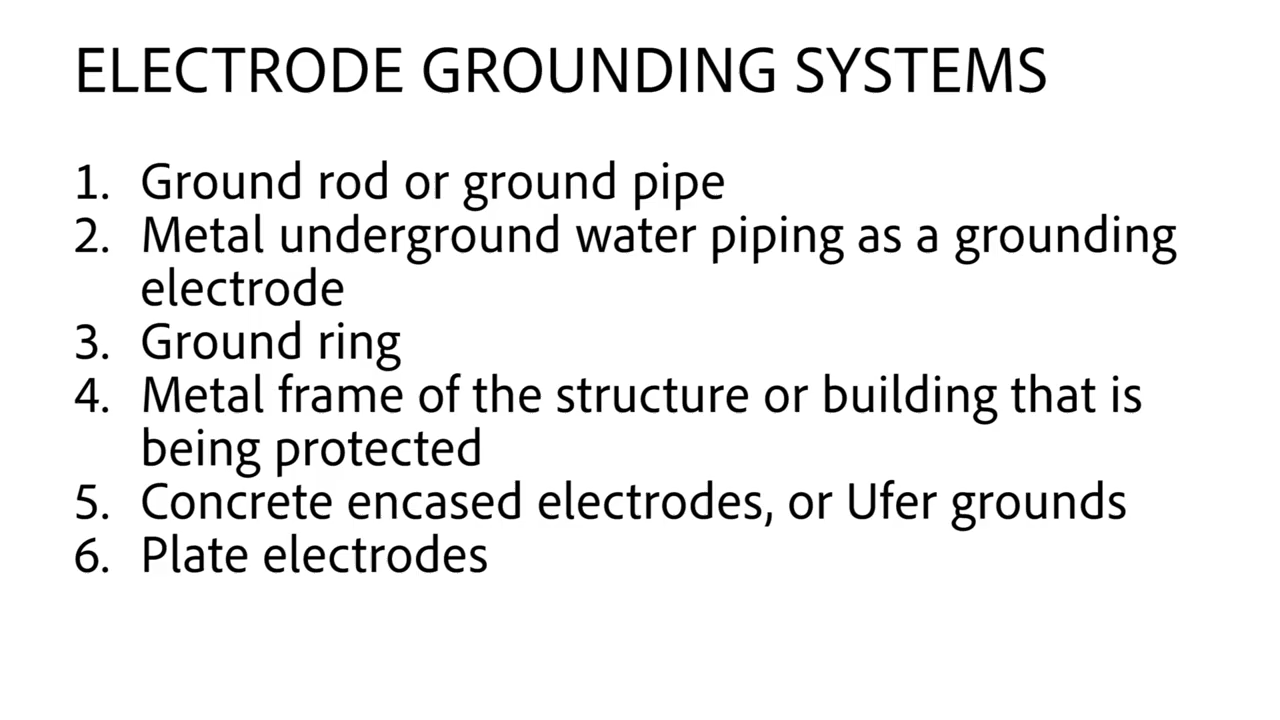 ELECTRODE GROUNDING SYSTEMS
1. Ground rod or ground pipe
2. Metal underground water piping as a grounding
electrode
3. Ground ring
4. Metal frame of the structure or building that is
being protected
5. Concrete encased electrodes, or Ufer grounds
6. Plate electrodes